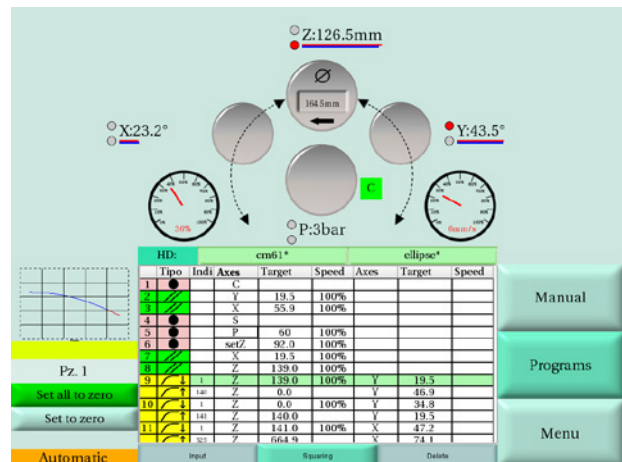 Z:126.5mm
164.5mm
X:23.2°
Y:43.5°
C
36%
P:3bar
6mm/s
HD: cm61* ellipse*
Tipo Indi Axes Target Speed Axes Target Speed
1 C
2 Y 19.5 100%
3 X 55.9 100%
4 S
5 P 60 100%
6 setZ 92.0 100%
7 X 19.5 100%
8 Z 139.0 100%
9 1 Z 139.0 100% Y 19.5
140 Z 0.0 Y 46.9
10 1 Z 0.0 100% Y 34.8
141 Z 140.0 Y 19.5
11 1 Z 141.0 100% X 47.2
525 Z 664.9 X 74.1
Pz. 1
Set all to zero
Set to zero
Automatic
Input Squaring Delete
Manual
Programs
Menu